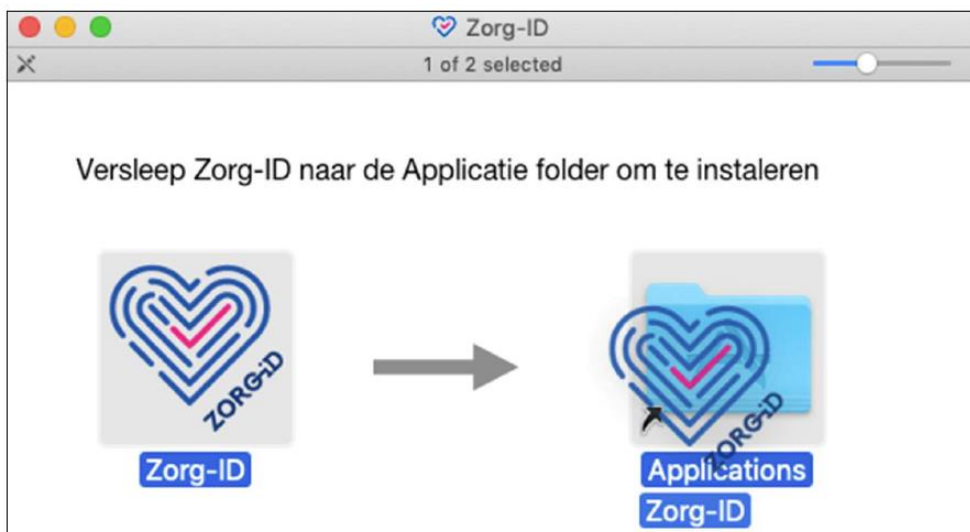 Zorg-ID
1 of 2 selected
Versleep Zorg-ID naar de Applicatie folder om te instaleren
ZORG-iD
ZORG-iD
Zorg-ID
Applications
Zorg-ID